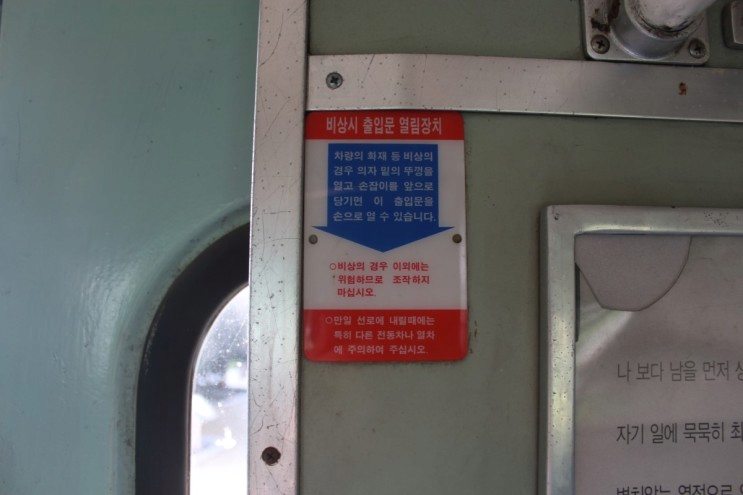 비상시 출입문 열림장치
차량의 화재 등 비상의
경우 의자 밑의 뚜껑을
열고 손잡이를 앞으로
당기면 이 출입문을
손으로 열 수 있습니다.
○비상의 경우 이외에는
위험하므로 조작하지
마십시오.
○만일 선로에 내릴때에는
특히 다른 전동차나 열차
에 주의하여 주십시오.
나 보다 남을 먼저
자기 일에 묵묵히